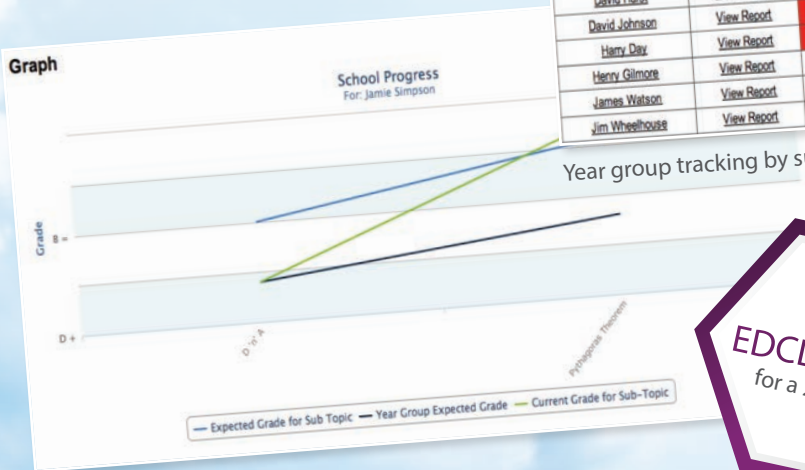 David Johnson View Report
Harry Day View Report
Henry Gilmore View Report
James Watson View Report
Jim Wheelhouse View Report
Year group tracking by
Graph
School Progress
For: Jamie Simpson
Grade
B =
D +
D 'n' A
Pythagoras Theorem
Expected Grade for Sub Topic Year Group Expected Grade Current Grade for Sub-Topic
for a